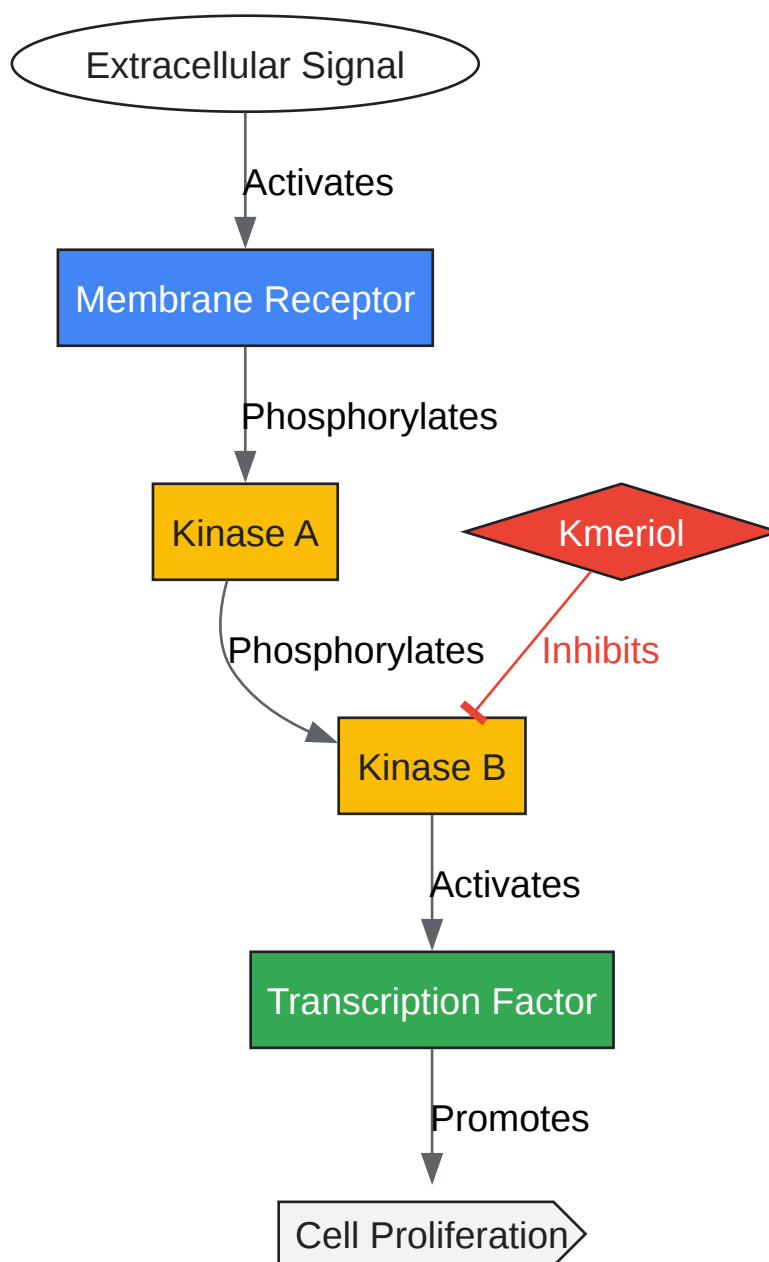 Extracellular Signal
Activates
Membrane Receptor
Phosphorylates
Kinase A
Kmeriol
Phosphorylates
Inhibits
Kinase B
Activates
Transcription Factor
Promotes
Cell Proliferation